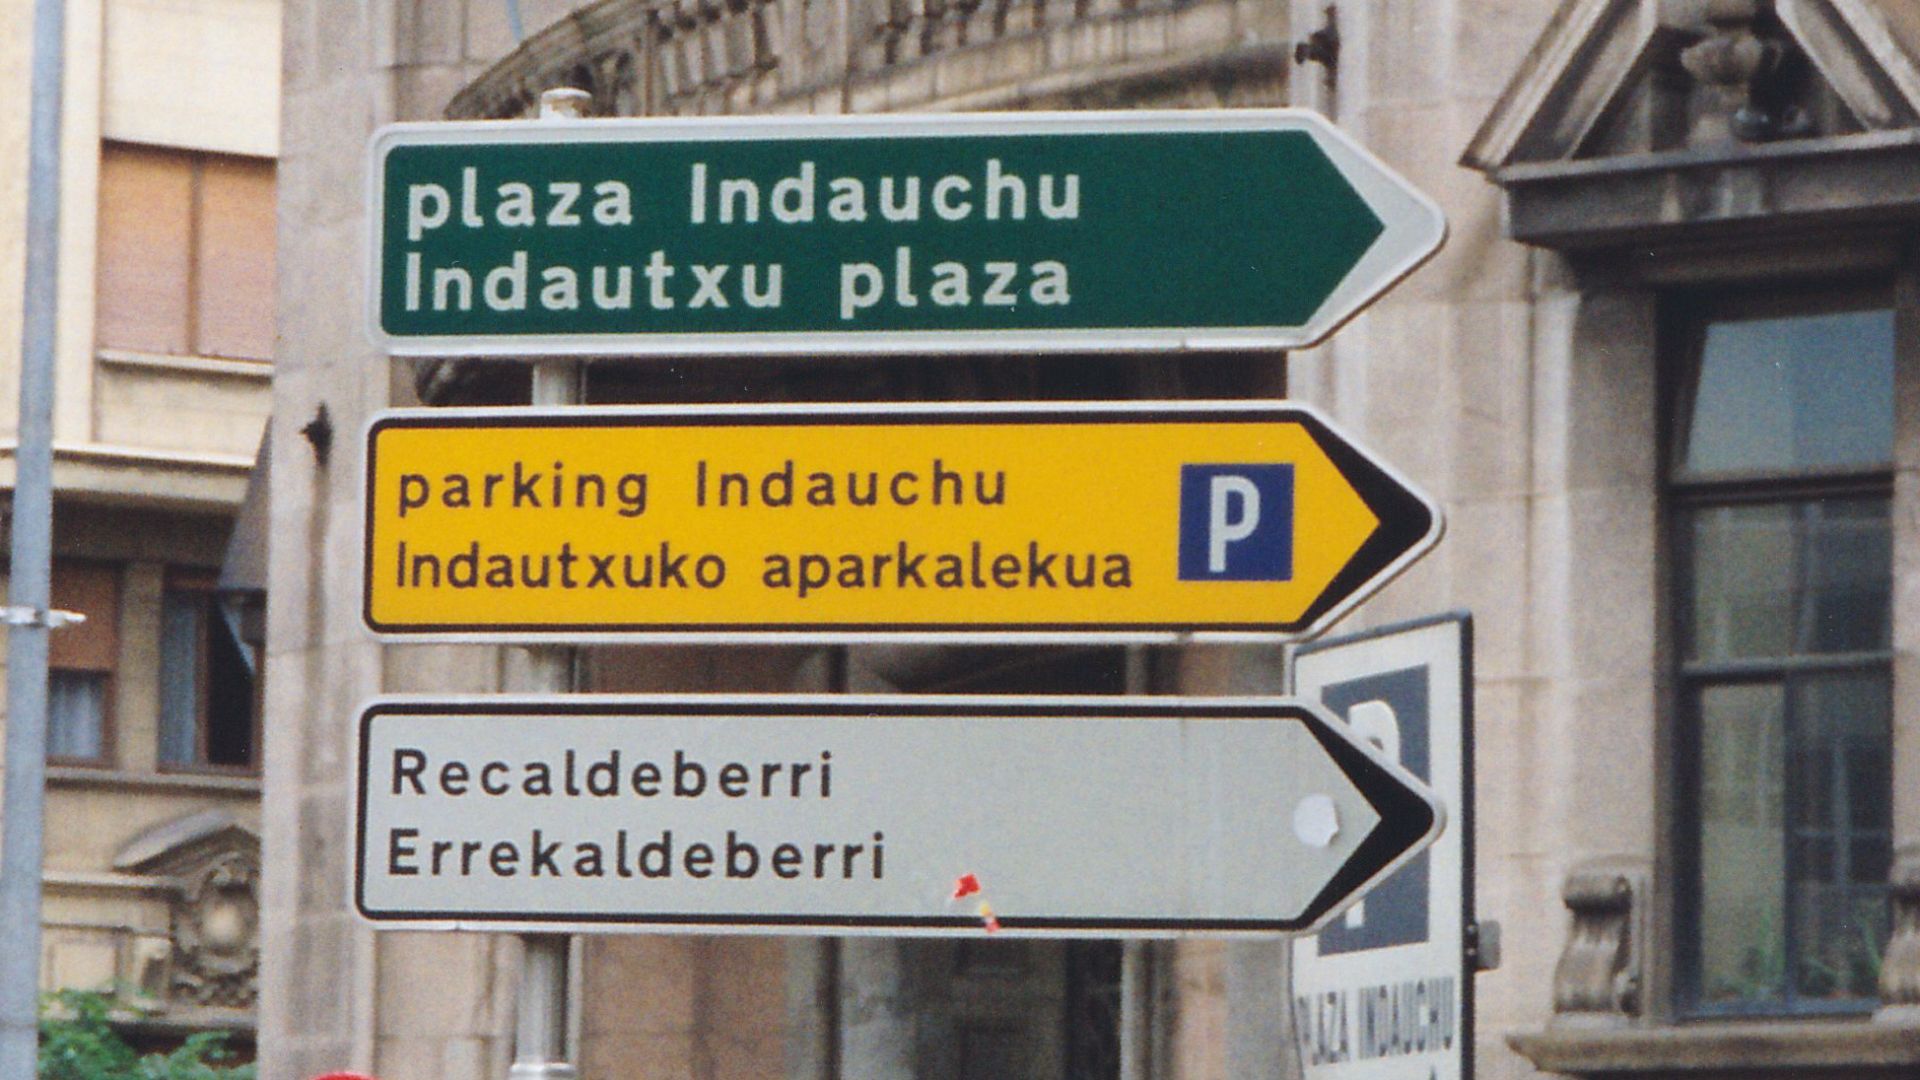 plaza Indauchu
Indautxu plaza
parking Indauchu
Indautxuko aparkalekua
P
Recaldeberri
Errekaldeberri
P
PLAZA INDAUCHU